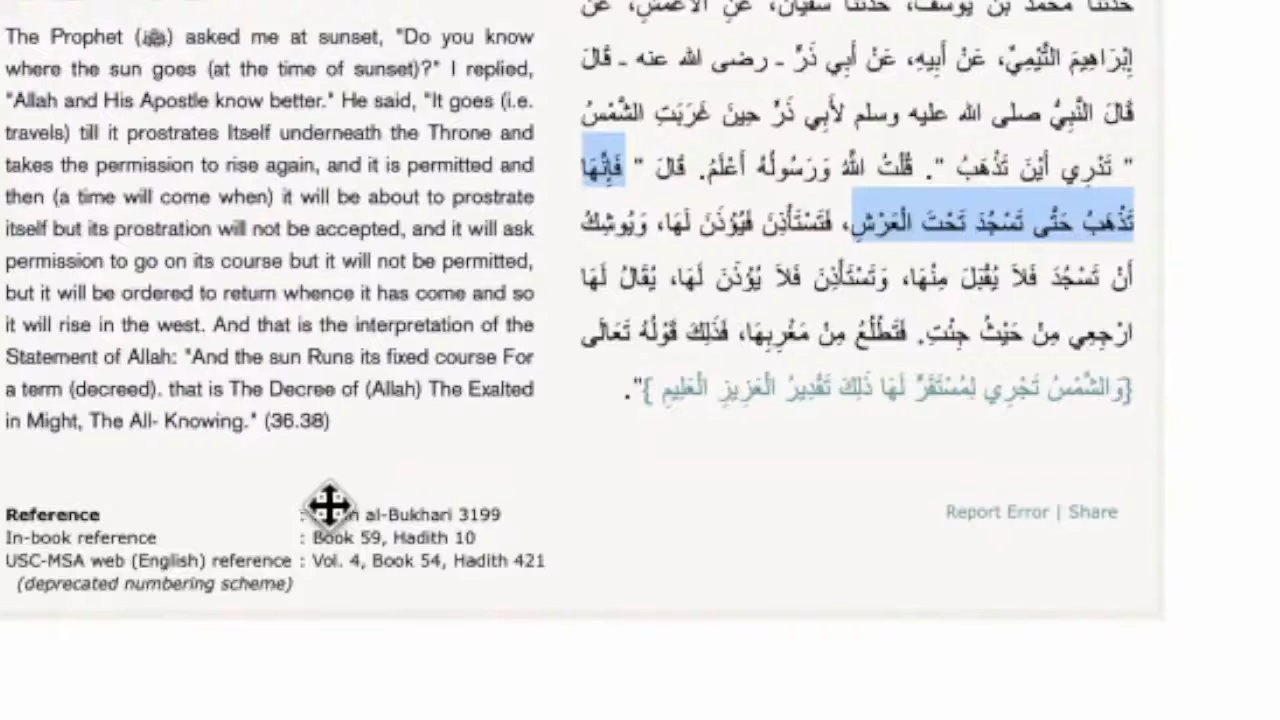 The Prophet (ﷺ) asked me at sunset, "Do you know
where the sun goes (at the time of sunset)?" I replied,
"Allah and His Apostle know better." He said, "It goes (i.e.
travels) till it prostrates Itself underneath the Throne and
takes the permission to rise again, and it is permitted and
then (a time will come when) it will be about to prostrate
itself but its prostration will not be accepted, and it will ask
permission to go on its course but it will not be permitted,
but it will be ordered to return whence it has come and so
it will rise in the west. And that is the interpretation of the
Statement of Allah: "And the sun Runs its fixed course For
a term (decreed). that is The Decree of (Allah) The Exalted
in Might, The All- Knowing." (36.38)
حَدَّثَنَا مُحَمَّدُ بْنُ يُوسُفَ، حَدَّثَنَا سُفْيَانُ، عَنِ الأَعْمَشِ، عَنْ
إِبْرَاهِيمَ التَّيْمِيِّ، عَنْ أَبِيهِ، عَنْ أَبِي ذَرٍّ ـ رضى الله عنه ـ قَالَ
قَالَ النَّبِيُّ صلى الله عليه وسلم لأَبِي ذَرٍّ حِينَ غَرَبَتِ الشَّمْسُ
" تَدْرِي أَيْنَ تَذْهَبُ ". قُلْتُ اللَّهُ وَرَسُولُهُ أَعْلَمُ. قَالَ " فَإِنَّهَا
تَذْهَبُ حَتَّى تَسْجُدَ تَحْتَ الْعَرْشِ، فَتَسْتَأْذِنَ فَيُؤْذَنَ لَهَا، وَيُوشِكُ
أَنْ تَسْجُدَ فَلاَ يُقْبَلَ مِنْهَا، وَتَسْتَأْذِنَ فَلاَ يُؤْذَنَ لَهَا، يُقَالُ لَهَا
ارْجِعِي مِنْ حَيْثُ جِئْتِ. فَتَطْلُعُ مِنْ مَغْرِبِهَا، فَذَلِكَ قَوْلُهُ تَعَالَى
{وَالشَّمْسُ تَجْرِي لِمُسْتَقَرٍّ لَهَا ذَلِكَ تَقْدِيرُ الْعَزِيزِ الْعَلِيمِ }".
Reference : al-Bukhari 3199
In-book reference : Book 59, Hadith 10
USC-MSA web (English) reference : Vol. 4, Book 54, Hadith 421
(deprecated numbering scheme)
Report Error | Share